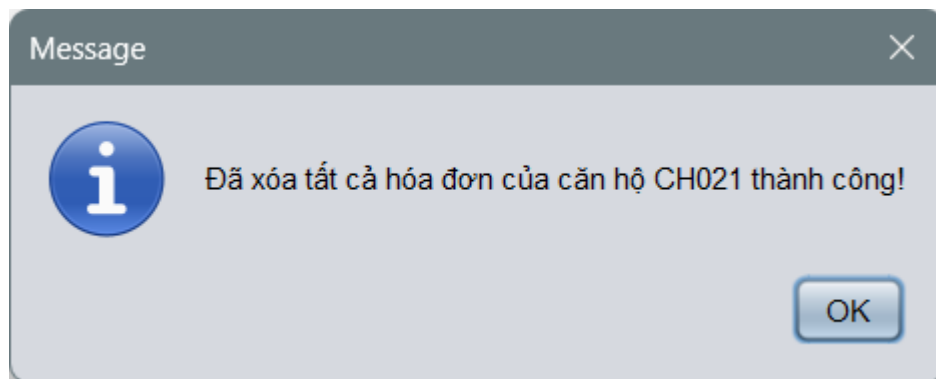 Message
Đã xóa tất cả hóa đơn của căn hộ CH021 thành công!
OK